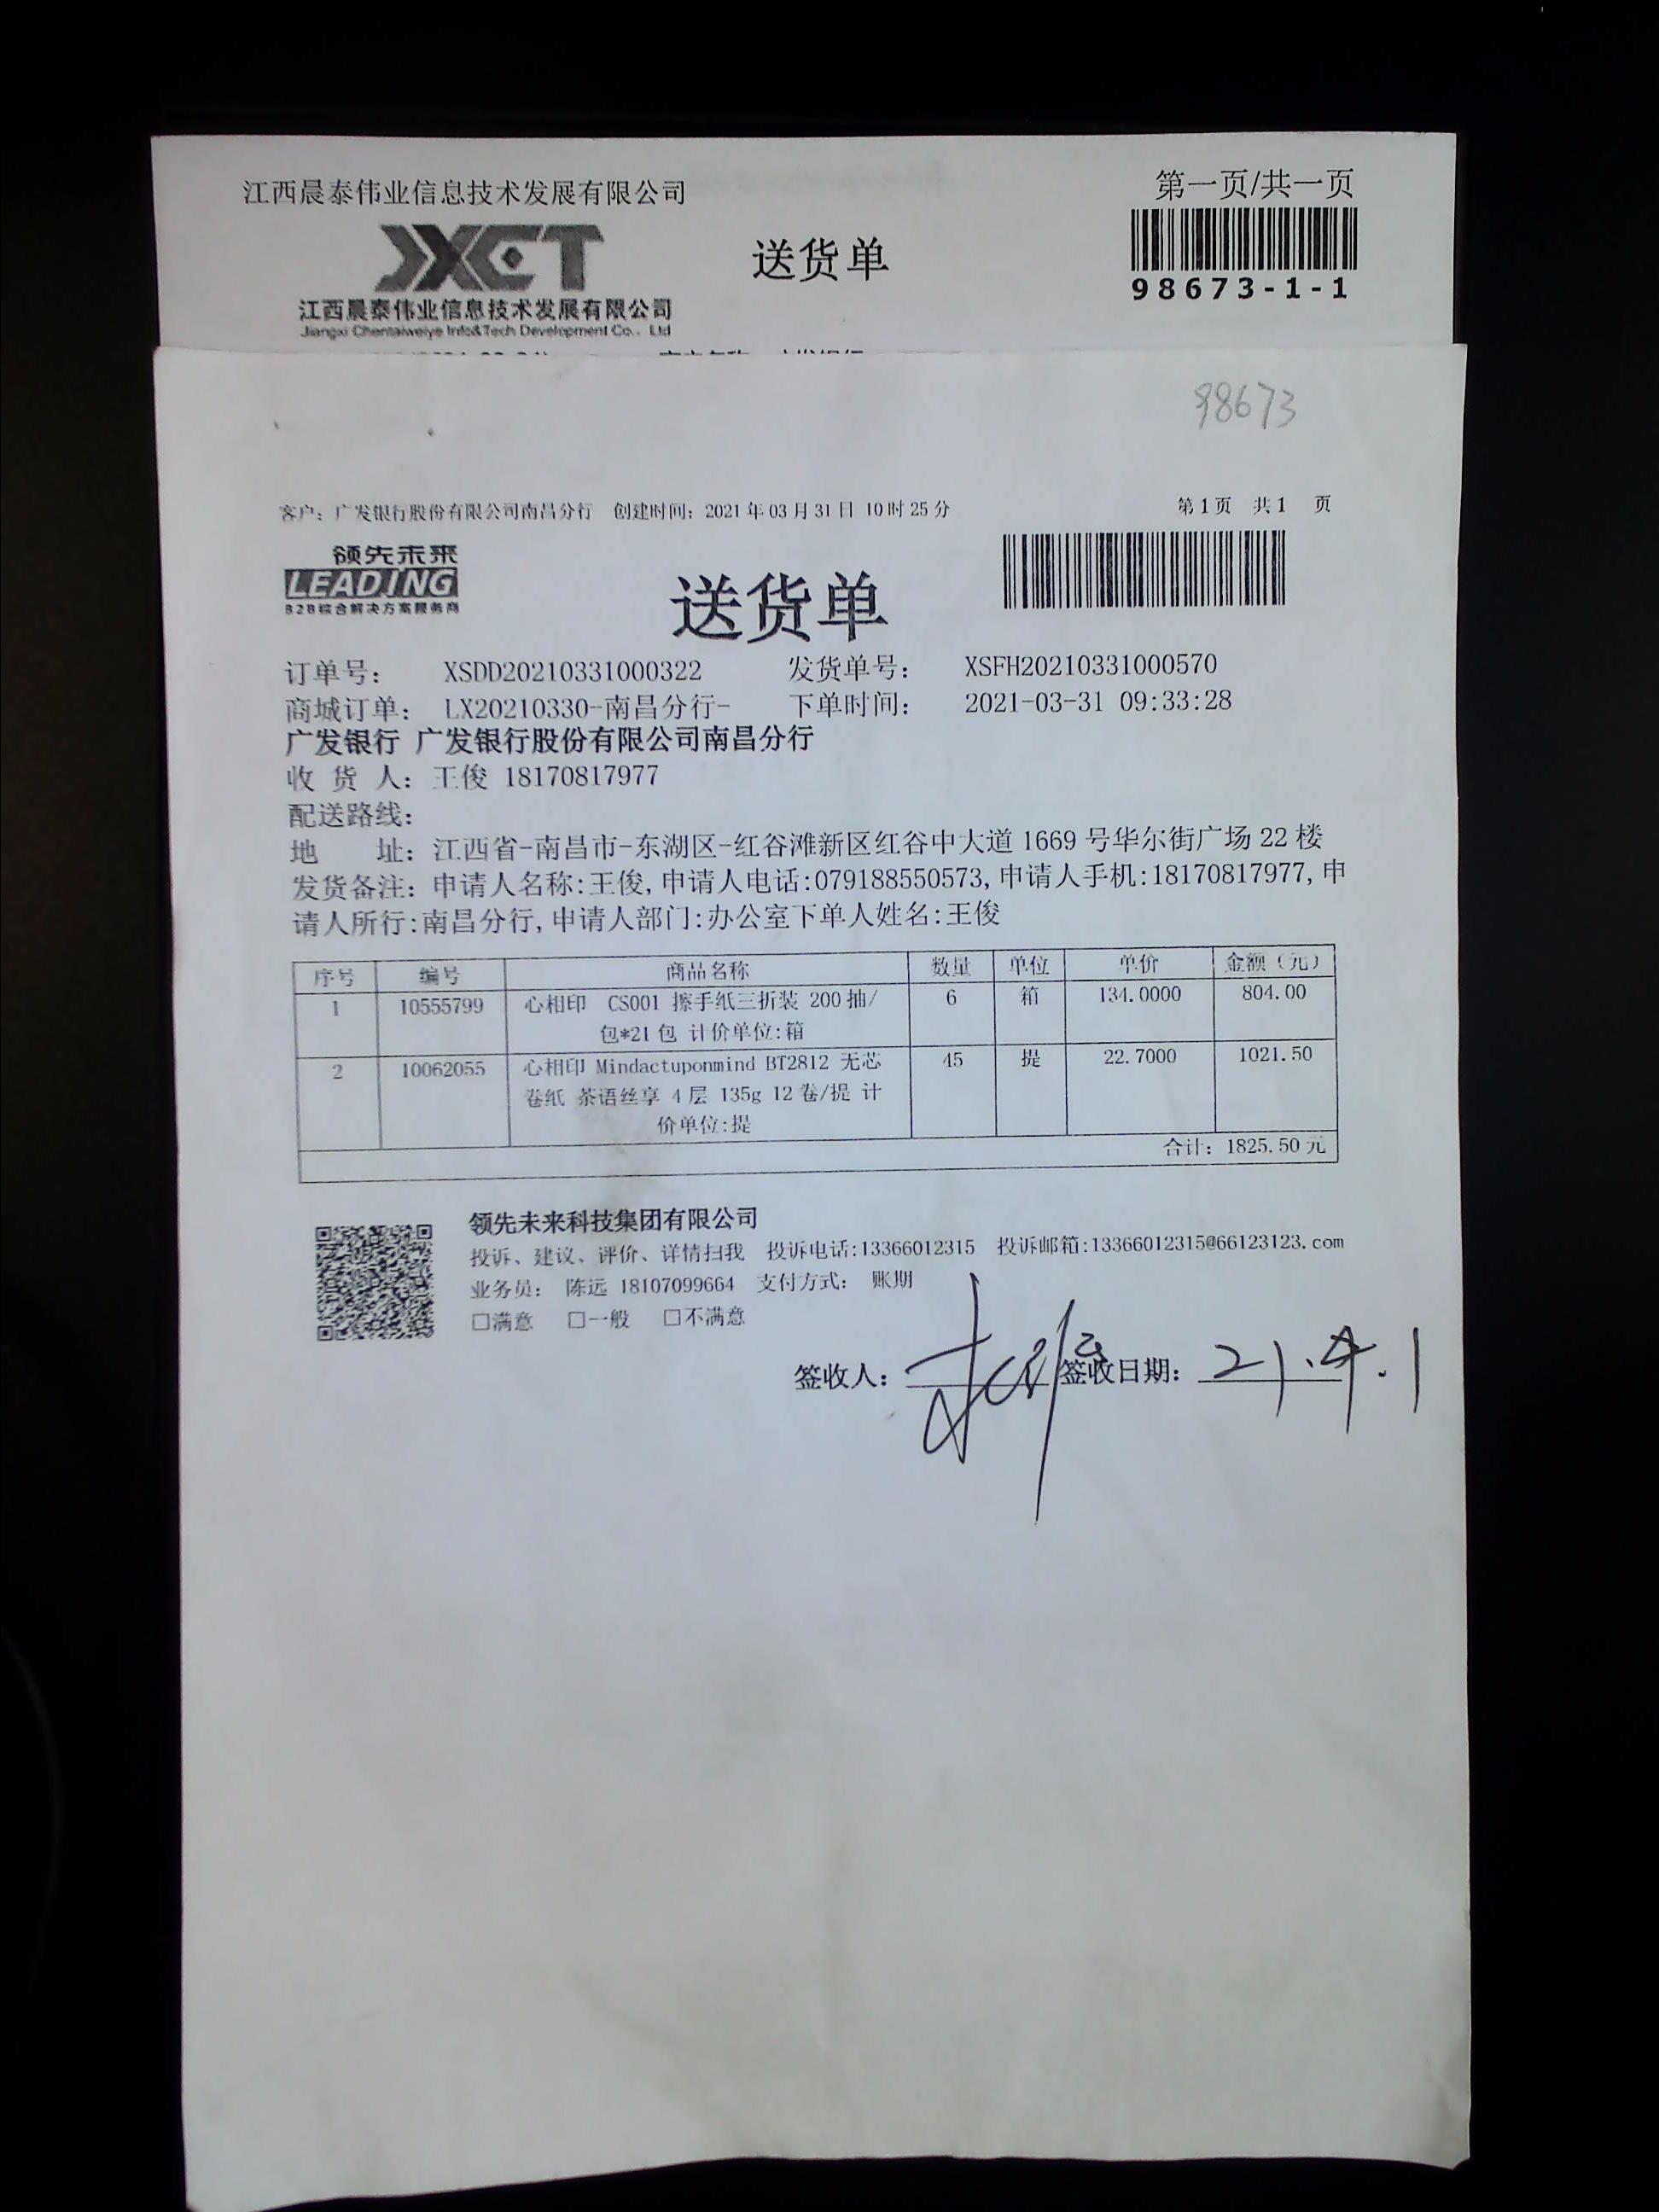 江西晨泰伟业信息技术发展有限公司
第一页/共一页
JXCT
送货单
98673-1-1
江西晨泰伟业信息技术发展有限公司
Jiangxi Chentaiweiye Info&Tech Development Co., Ltd
98673
客户：广发银行股份有限公司南昌分行 创建时间：2021年03月31日 10时25分
第1页 共1 页
领先未来
LEADING
B2B综合解决方案服务商
送货单
订单号： XSDD20210331000322 发货单号： XSFH20210331000570
商城订单： LX20210330-南昌分行- 下单时间： 2021-03-31 09:33:28
广发银行 广发银行股份有限公司南昌分行
收 货 人：王俊 18170817977
配送路线：
地 址：江西省-南昌市-东湖区-红谷滩新区红谷中大道1669号华尔街广场22楼
发货备注：申请人名称:王俊,申请人电话:079188550573,申请人手机:18170817977,申
请人所行:南昌分行,申请人部门:办公室下单人姓名:王俊
序号 编号 商品名称 数量 单位 单价 金额（元）
1 10555799 心相印 CS001 擦手纸三折装 200抽/ 6 箱 134.0000 804.00
包*21包 计价单位:箱
2 10062055 心相印 Mindactuponmind BT2812 无芯 45 提 22.7000 1021.50
卷纸 茶语丝享 4层 135g 12卷/提 计
价单位:提
合计：1825.50元
领先未来科技集团有限公司
投诉、建议、评价、详情扫我 投诉电话:13366012315 投诉邮箱:13366012315@66123123.com
业务员： 陈远 18107099664 支付方式： 账期
□满意 □一般 □不满意
签收人： 签收日期： 21.4.1